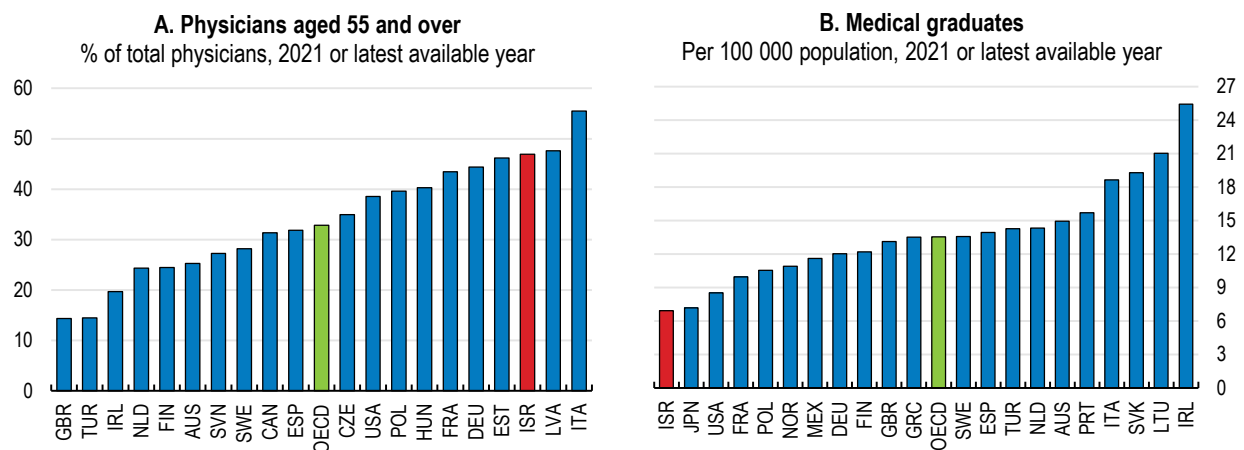 A. Physicians aged 55 and over
% of total physicians, 2021 or latest available year
60
50
40
30
20
10
0
GBR
TUR
IRL
NLD
FIN
AUS
SVN
SWE
CAN
ESP
OECD
CZE
USA
POL
HUN
FRA
DEU
EST
ISR
LVA
ITA
B. Medical graduates
Per 100 000 population, 2021 or latest available year
27
24
21
18
15
12
9
6
3
0
ISR
JPN
USA
FRA
POL
NOR
MEX
DEU
FIN
GBR
GRC
OECD
SWE
ESP
TUR
NLD
AUS
PRT
ITA
SVK
LTU
IRL